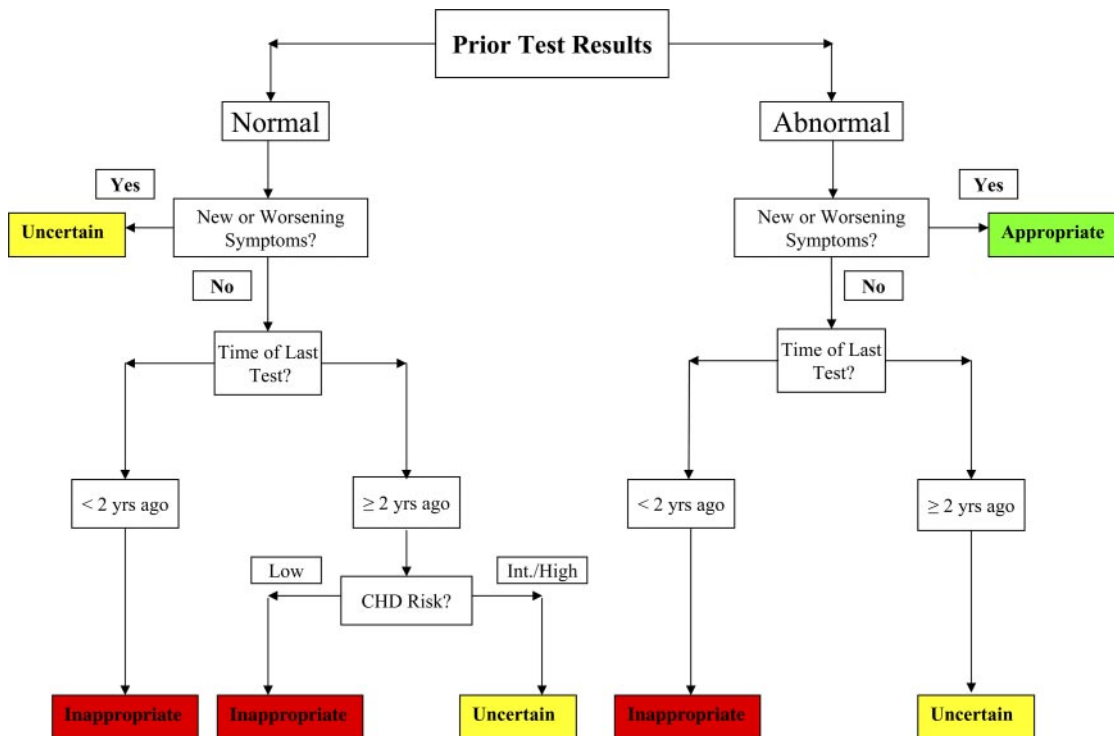 Prior Test Results
Normal
Abnormal
Yes
Yes
New or Worsening
Symptoms?
Uncertain
New or Worsening
Symptoms?
Appropriate
No
No
Time of Last
Test?
Time of Last
Test?
< 2 yrs ago
≥ 2 yrs ago
< 2 yrs ago
≥ 2 yrs ago
Low
Int./High
CHD Risk?
Inappropriate
Inappropriate
Uncertain
Inappropriate
Uncertain